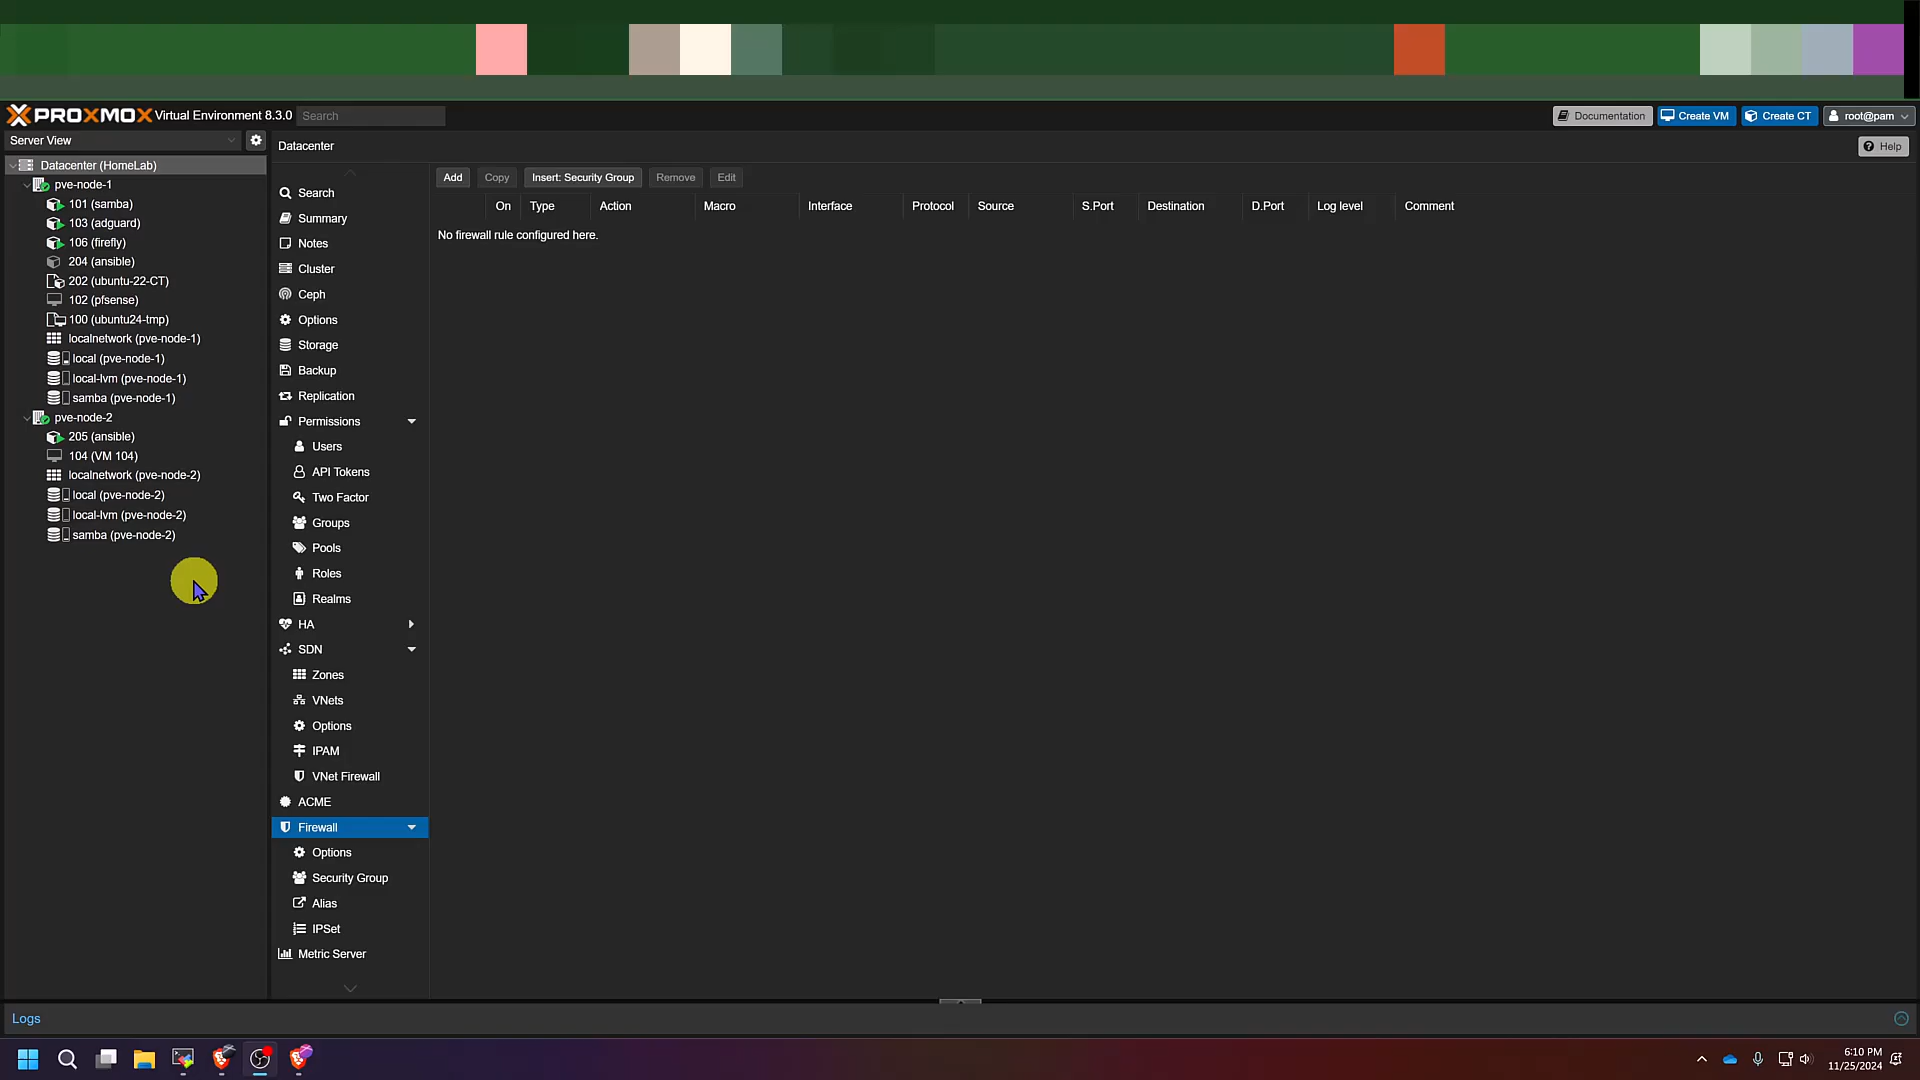 PROXMOX Virtual Environment 8.3.0 Search Documentation Create VM Create CT root@pam
Server View
Datacenter
Help
Datacenter (HomeLab)
pve-node-1
101 (samba)
103 (adguard)
106 (firefly)
204 (ansible)
202 (ubuntu-22-CT)
102 (pfsense)
100 (ubuntu24-tmp)
localnetwork (pve-node-1)
local (pve-node-1)
local-lvm (pve-node-1)
samba (pve-node-1)
pve-node-2
205 (ansible)
104 (VM 104)
localnetwork (pve-node-2)
local (pve-node-2)
local-lvm (pve-node-2)
samba (pve-node-2)
Search
Summary
Notes
Cluster
Ceph
Options
Storage
Backup
Replication
Permissions
Users
API Tokens
Two Factor
Groups
Pools
Roles
Realms
HA
SDN
Zones
VNets
Options
IPAM
VNet Firewall
ACME
Firewall
Options
Security Group
Alias
IPSet
Metric Server
Add Copy Insert: Security Group Remove Edit
On Type Action Macro Interface Protocol Source S.Port Destination D.Port Log level Comment
No firewall rule configured here.
Logs
6:10 PM
11/25/2024